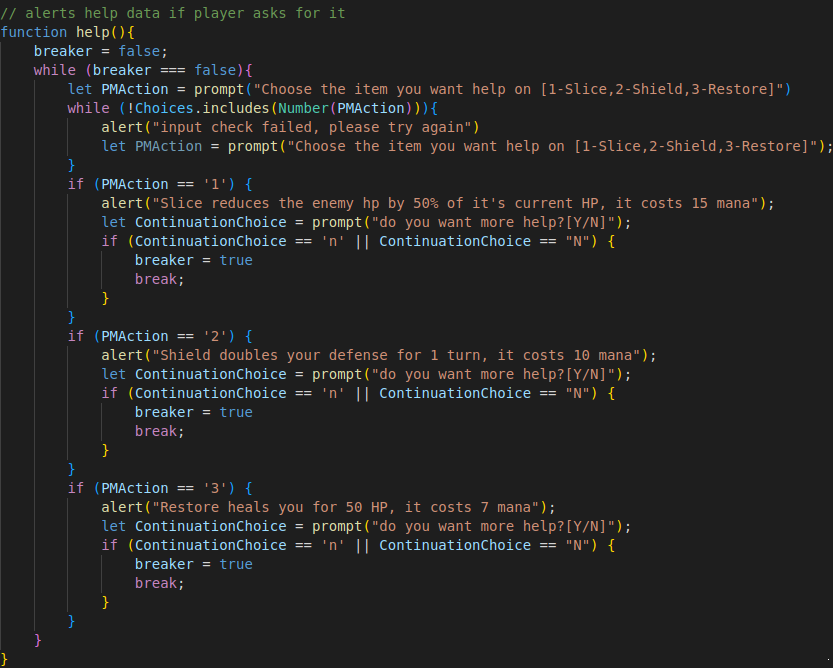 // alerts help data if player asks for it
function help(){
    breaker = false;
    while (breaker === false){
        let PMAction = prompt("Choose the item you want help on [1-Slice,2-Shield,3-Restore]")
        while (!Choices.includes(Number(PMAction))){
            alert("input check failed, please try again")
            let PMAction = prompt("Choose the item you want help on [1-Slice,2-Shield,3-Restore]");
        }
        if (PMAction == '1') {
            alert("Slice reduces the enemy hp by 50% of it's current HP, it costs 15 mana");
            let ContinuationChoice = prompt("do you want more help?[Y/N]");
            if (ContinuationChoice == 'n' || ContinuationChoice == "N") {
                breaker = true
                break;
            }
        }
        if (PMAction == '2') {
            alert("Shield doubles your defense for 1 turn, it costs 10 mana");
            let ContinuationChoice = prompt("do you want more help?[Y/N]");
            if (ContinuationChoice == 'n' || ContinuationChoice == "N") {
                breaker = true
                break;
            }
        }
        if (PMAction == '3') {
            alert("Restore heals you for 50 HP, it costs 7 mana");
            let ContinuationChoice = prompt("do you want more help?[Y/N]");
            if (ContinuationChoice == 'n' || ContinuationChoice == "N") {
                breaker = true
                break;
            }
        }
    }
}